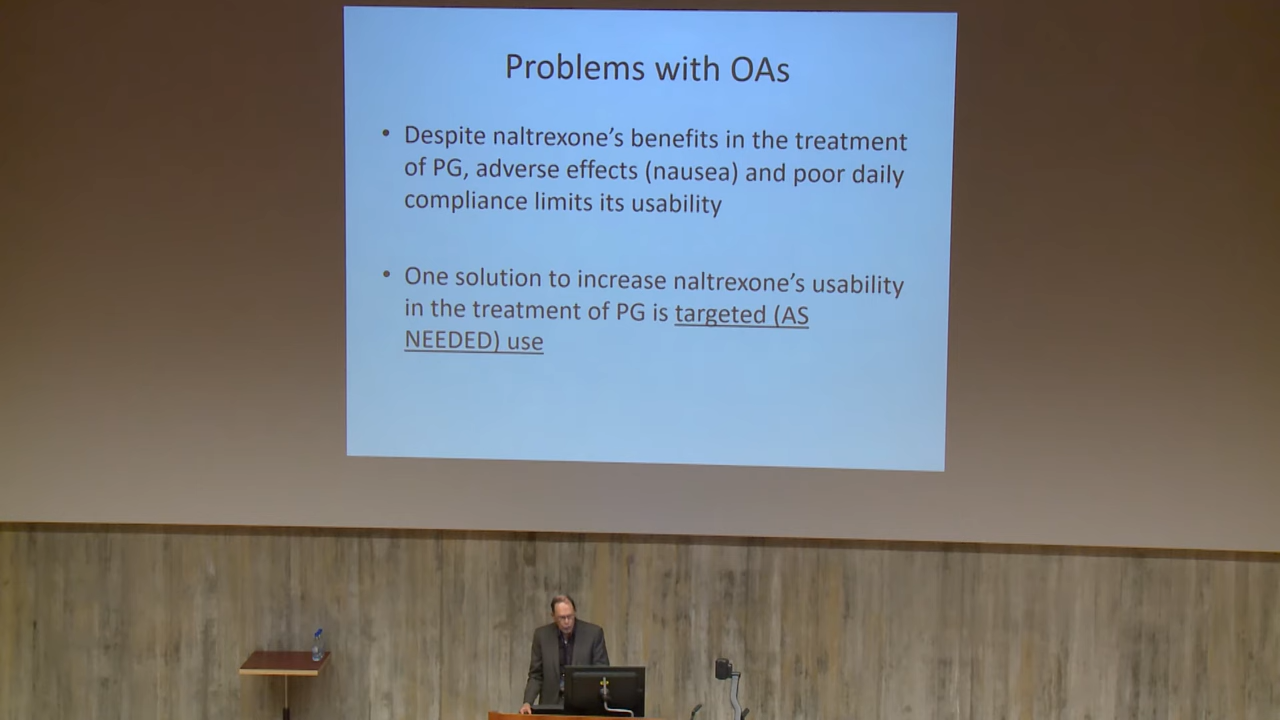 Problems with OAs
• Despite naltrexone’s benefits in the treatment
of PG, adverse effects (nausea) and poor daily
compliance limits its usability
• One solution to increase naltrexone’s usability
in the treatment of PG is targeted (AS
NEEDED) use